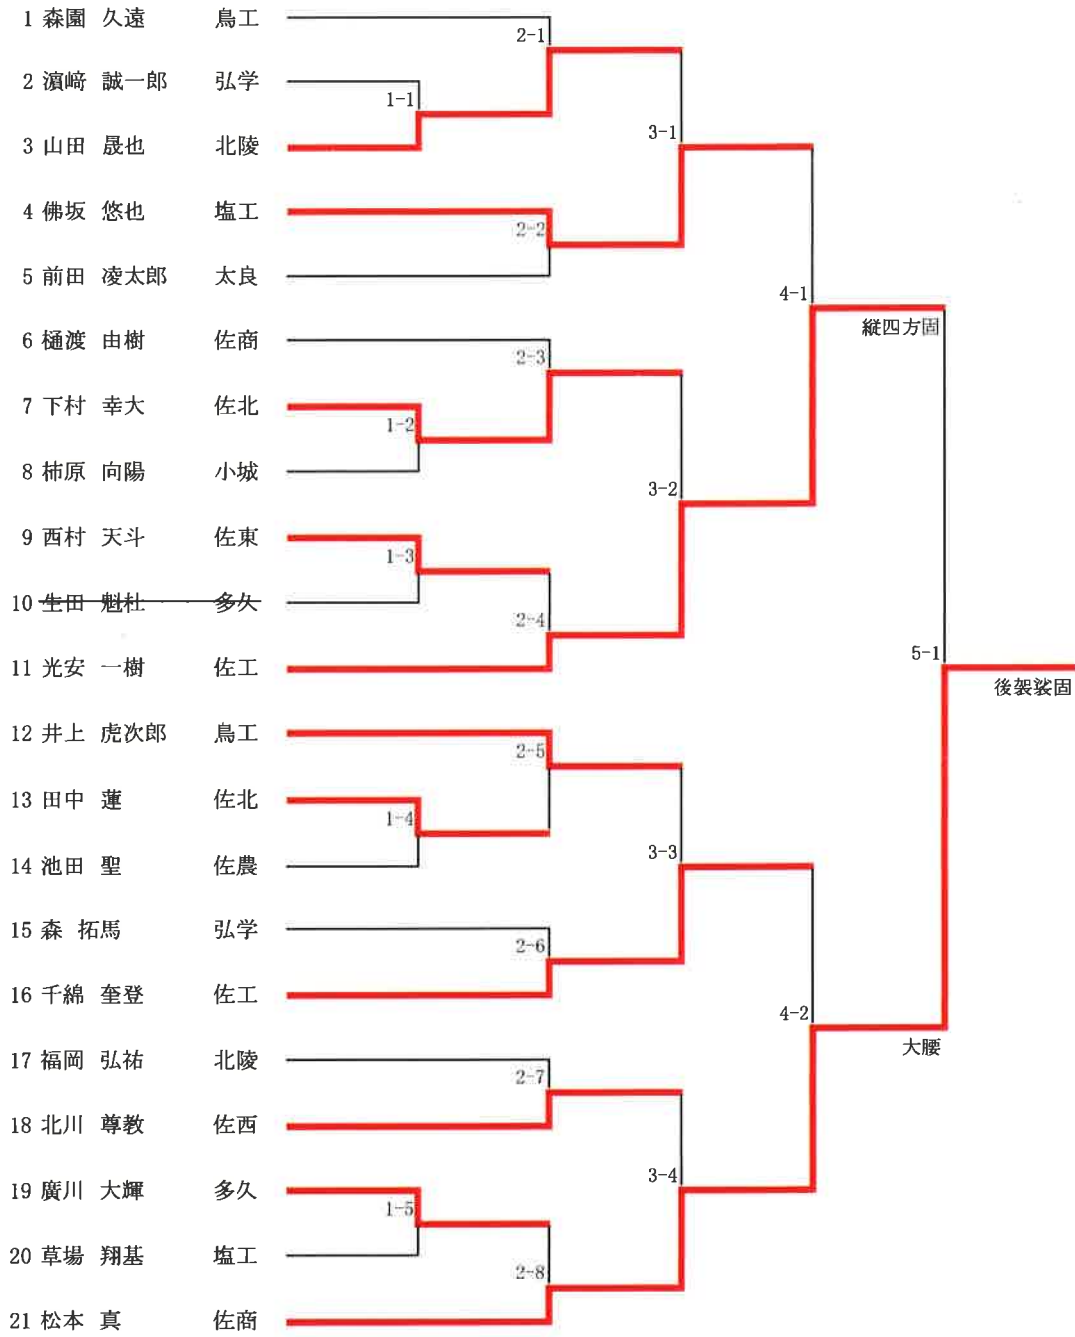 1 森園 久遠 鳥工
2-1
2 濵﨑 誠一郎 弘学
1-1
3-1
3 山田 晟也 北陵
4 佛坂 悠也 塩工
2-2
5 前田 凌太郎 太良
4-1
縦四方固
6 樋渡 由樹 佐商
2-3
7 下村 幸大 佐北
1-2
8 柿原 向陽 小城
3-2
9 西村 天斗 佐東
1-3
10 生田 魁杜 多久
2-4
11 光安 一樹 佐工
5-1
後袈裟固
12 井上 虎次郎 鳥工
2-5
13 田中 蓮 佐北
1-4
3-3
14 池田 聖 佐農
15 森 拓馬 弘学
2-6
16 千綿 奎登 佐工
4-2
大腰
17 福岡 弘祐 北陵
2-7
18 北川 尊教 佐西
3-4
19 廣川 大輝 多久
1-5
20 草場 翔基 塩工
2-8
21 松本 真 佐商